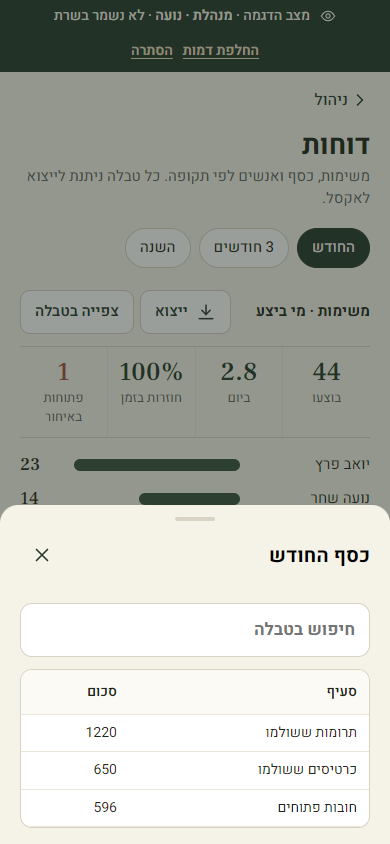 מצב הדגמה · מנהלת · נועה · לא נשמר בשרת
החלפת דמות הסתרה
ניהול
דוחות
משימות, כסף ואנשים לפי תקופה. כל טבלה ניתנת לייצוא
לאקסל.
החודש 3 חודשים השנה
משימות · מי ביצע ייצוא צפייה בטבלה
44 2.8 100% 1
בוצעו ביום חוזרות בזמן פתוחות
באיחור
יואב פרץ 23
נועה שחר 14
כסף החודש
חיפוש בטבלה
סעיף סכום
תרומות ששולמו 1220
כרטיסים ששולמו 650
חובות פתוחים 596